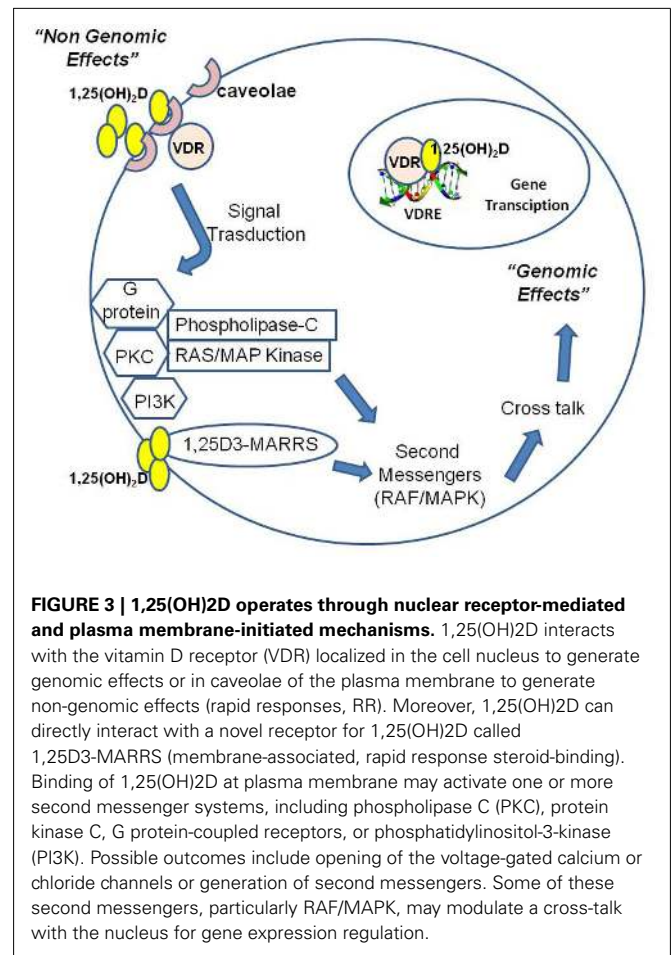 "Non Genomic
Effects"
1,25(OH)2D
caveolae
VDR
1,25(OH)2D
VDR
VDRE
Gene
Transciption
Signal
Trasduction
"Genomic
Effects"
G
protein
Phospholipase-C
PKC
RAS/MAP Kinase
PI3K
Cross talk
1,25D3-MARRS
1,25(OH)2D
Second
Messengers
(RAF/MAPK)
FIGURE 3 | 1,25(OH)2D operates through nuclear receptor-mediated
and plasma membrane-initiated mechanisms. 1,25(OH)2D interacts
with the vitamin D receptor (VDR) localized in the cell nucleus to generate
genomic effects or in caveolae of the plasma membrane to generate
non-genomic effects (rapid responses, RR). Moreover, 1,25(OH)2D can
directly interact with a novel receptor for 1,25(OH)2D called
1,25D3-MARRS (membrane-associated, rapid response steroid-binding).
Binding of 1,25(OH)2D at plasma membrane may activate one or more
second messenger systems, including phospholipase C (PKC), protein
kinase C, G protein-coupled receptors, or phosphatidylinositol-3-kinase
(PI3K). Possible outcomes include opening of the voltage-gated calcium or
chloride channels or generation of second messengers. Some of these
second messengers, particularly RAF/MAPK, may modulate a cross-talk
with the nucleus for gene expression regulation.